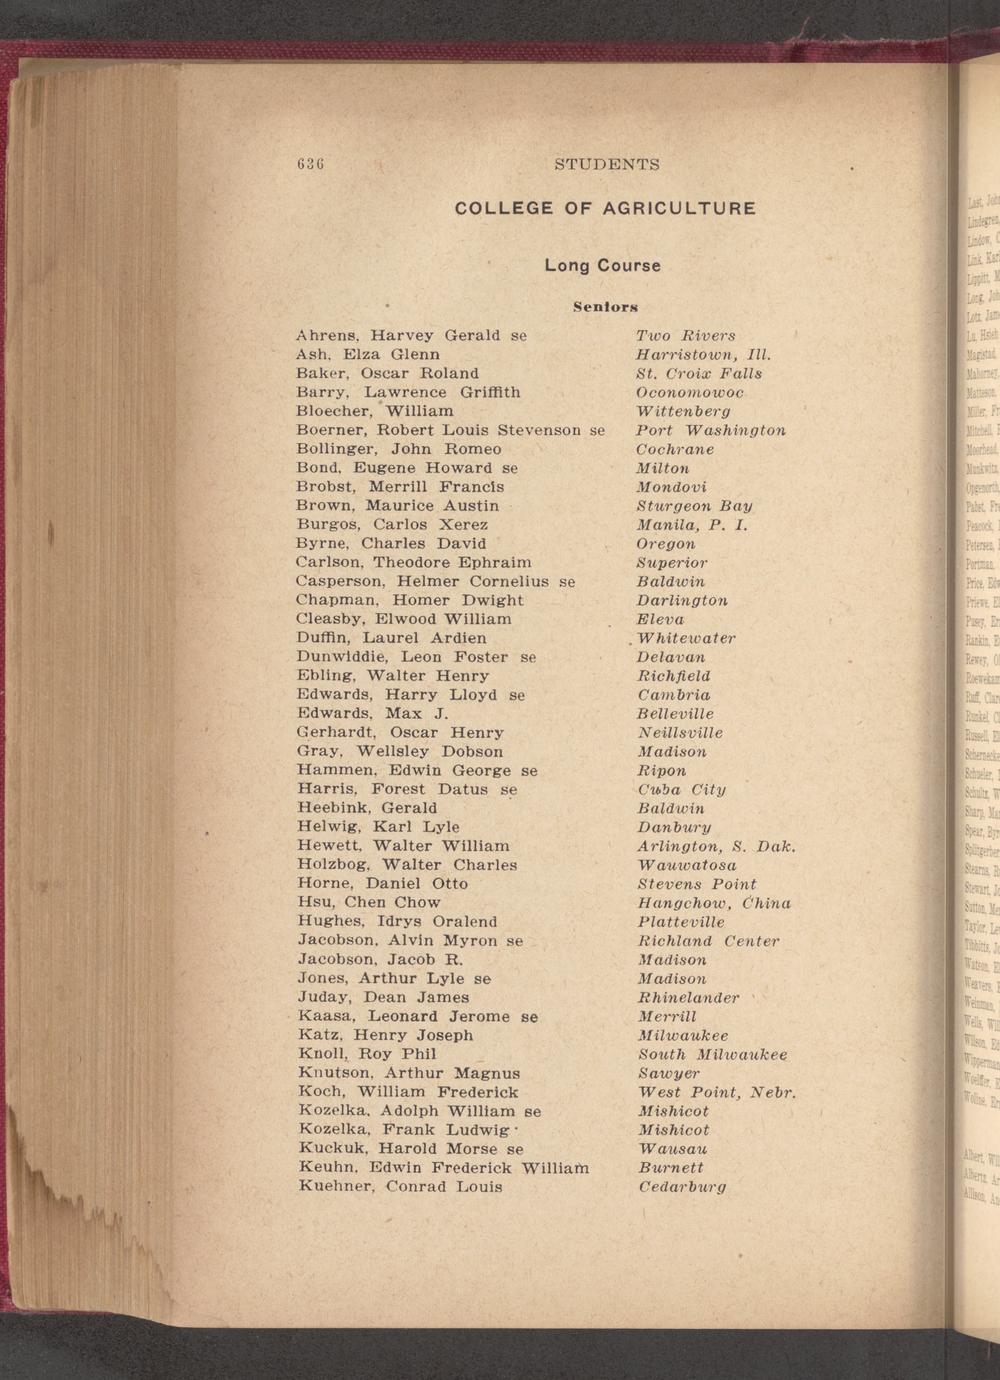 636
STUDENTS
COLLEGE OF AGRICULTURE
Long Course
Seniors
Ahrens, Harvey Gerald se Two Rivers
Ash, Elza Glenn Harristown, Ill.
Baker, Oscar Roland St. Croix Falls
Barry, Lawrence Griffith Oconomowoc
Bloecher, William Wittenberg
Boerner, Robert Louis Stevenson se Port Washington
Bollinger, John Romeo Cochrane
Bond, Eugene Howard se Milton
Brobst, Merrill Francis Mondovi
Brown, Maurice Austin Sturgeon Bay
Burgos, Carlos Xerez Manila, P. I.
Byrne, Charles David Oregon
Carlson, Theodore Ephraim Superior
Casperson, Helmer Cornelius se Baldwin
Chapman, Homer Dwight Darlington
Cleasby, Elwood William Eleva
Duffin, Laurel Ardien Whitewater
Dunwiddie, Leon Foster se Delavan
Ebling, Walter Henry Richfield
Edwards, Harry Lloyd se Cambria
Edwards, Max J. Belleville
Gerhardt, Oscar Henry Neillsville
Gray, Wellsley Dobson Madison
Hammen, Edwin George se Ripon
Harris, Forest Datus se Cuba City
Heebink, Gerald Baldwin
Helwig, Karl Lyle Danbury
Hewett, Walter William Arlington, S. Dak.
Holzbog, Walter Charles Wauwatosa
Horne, Daniel Otto Stevens Point
Hsu, Chen Chow Hangchow, China
Hughes, Idrys Oralend Platteville
Jacobson, Alvin Myron se Richland Center
Jacobson, Jacob R. Madison
Jones, Arthur Lyle se Madison
Juday, Dean James Rhinelander
Kaasa, Leonard Jerome se Merrill
Katz, Henry Joseph Milwaukee
Knoll, Roy Phil South Milwaukee
Knutson, Arthur Magnus Sawyer
Koch, William Frederick West Point, Nebr.
Kozelka, Adolph William se Mishicot
Kozelka, Frank Ludwig Mishicot
Kuckuk, Harold Morse se Wausau
Keuhn, Edwin Frederick William Burnett
Kuehner, Conrad Louis Cedarburg